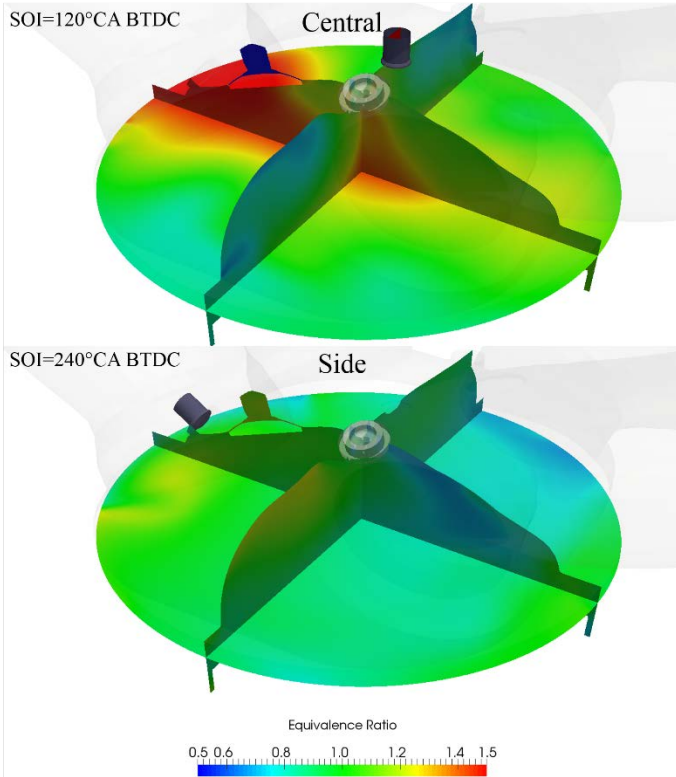 SOI=120°CA BTDC Central
SOI=240°CA BTDC Side
Equivalence Ratio
0.5 0.6 0.8 1.0 1.2 1.4 1.5